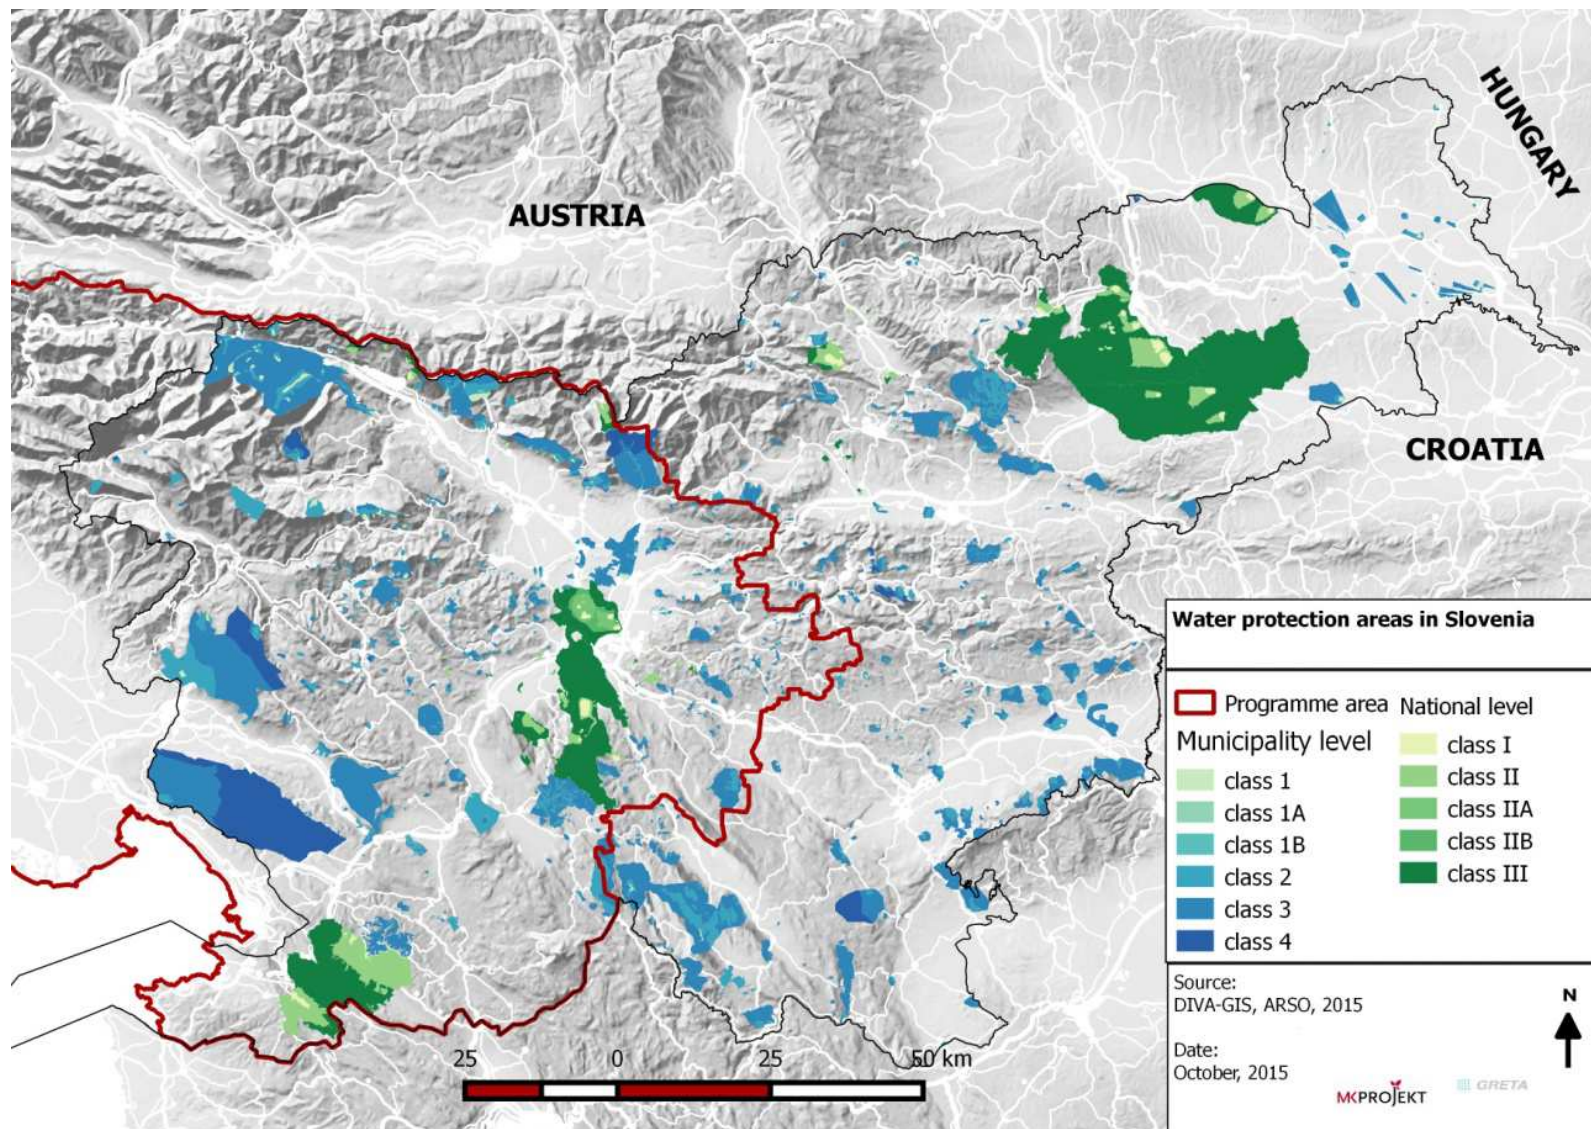 HUNGARY
AUSTRIA
CROATIA
Water protection areas in Slovenia
Programme area
Municipality level
class 1
class 1A
class 1B
class 2
class 3
class 4
National level
class I
class II
class IIA
class IIB
class III
Source:
DIVA-GIS, ARSO, 2015
Date:
October, 2015
N
MKPROJEKT
GRETA
25 0 25 50 km